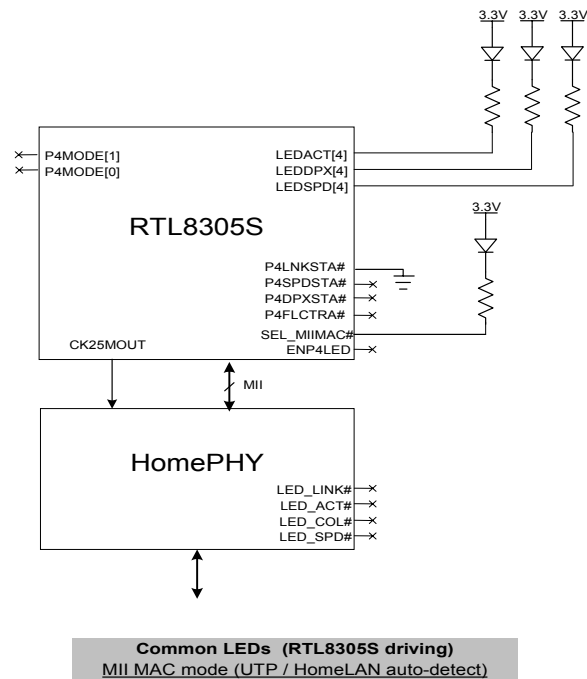 3.3V 3.3V 3.3V
P4MODE[1] LEDACT[4]
P4MODE[0] LEDDPX[4]
LEDSPD[4]
RTL8305S
3.3V
P4LNKSTA#
P4SPDSTA#
P4DPXSTA#
P4FLCTRA#
SEL_MIIMAC#
CK25MOUT ENP4LED
MII
HomePHY
LED_LINK#
LED_ACT#
LED_COL#
LED_SPD#
Common LEDs (RTL8305S driving)
MII MAC mode (UTP / HomeLAN auto-detect)